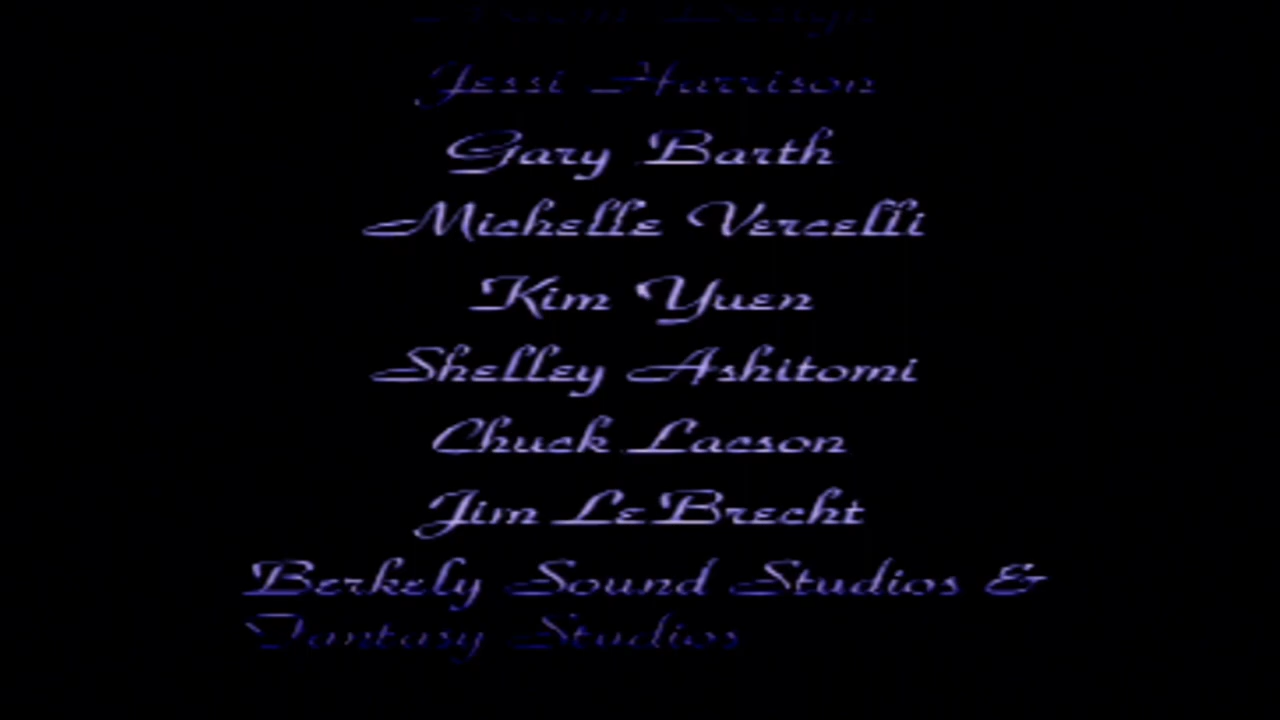 Jessi Harrison
Gary Barth
Michelle Vercelli
Kim Yuen
Shelley Ashitomi
Chuck Lacson
Jim LeBrecht
Berkely Sound Studios &
Fantasy Studios